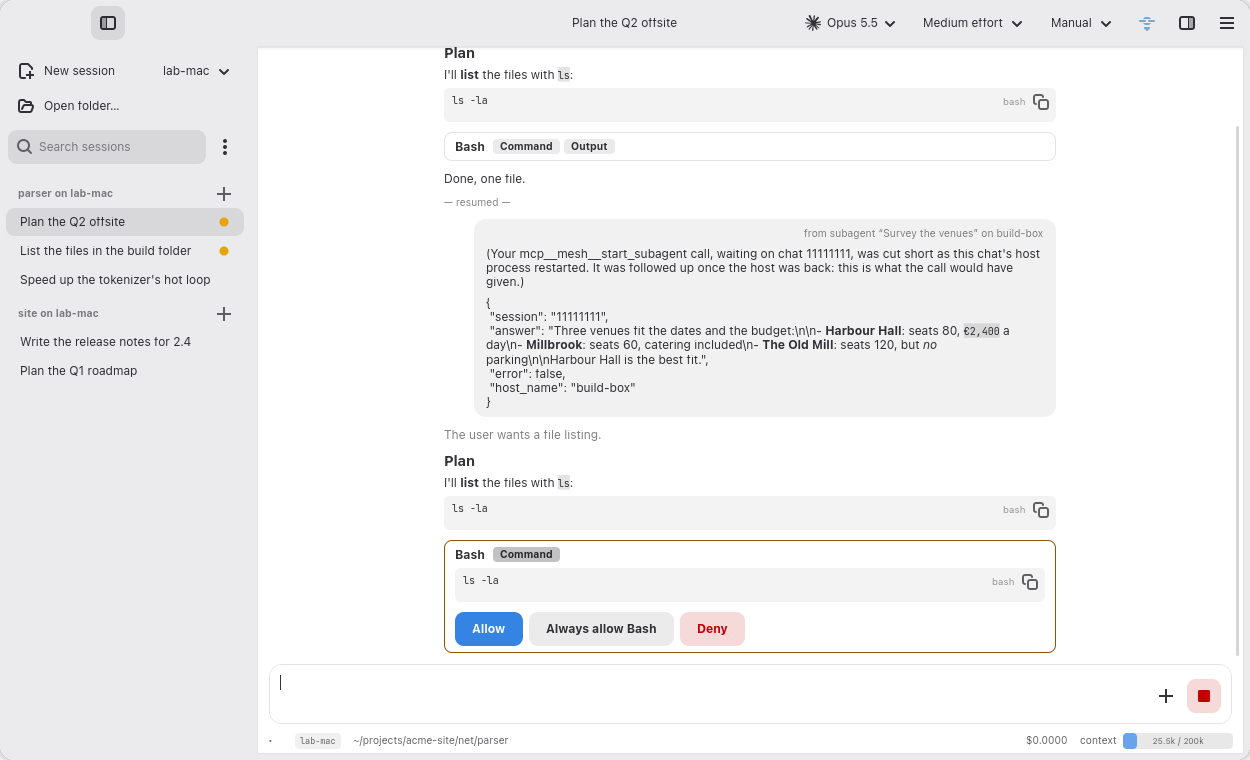 Plan the Q2 offsite
Opus 5.5
Medium effort
Manual
New session
lab-mac
Open folder...
Search sessions
parser on lab-mac
Plan the Q2 offsite
List the files in the build folder
Speed up the tokenizer's hot loop
site on lab-mac
Write the release notes for 2.4
Plan the Q1 roadmap
Plan
I'll list the files with ls:
ls -la
bash
Bash Command Output
Done, one file.
— resumed —
from subagent “Survey the venues” on build-box
(Your mcp__mesh__start_subagent call, waiting on chat 11111111, was cut short as this chat's host
process restarted. It was followed up once the host was back: this is what the call would have
given.)
{
"session": "11111111",
"answer": "Three venues fit the dates and the budget:\n\n- Harbour Hall: seats 80, €2,400 a
day\n- Millbrook: seats 60, catering included\n- The Old Mill: seats 120, but no
parking\n\nHarbour Hall is the best fit.",
"error": false,
"host_name": "build-box"
}
The user wants a file listing.
Plan
I'll list the files with ls:
ls -la
bash
Bash Command
ls -la
bash
Allow
Always allow Bash
Deny
lab-mac
~/projects/acme-site/net/parser
$0.0000
context
25.5k / 200k